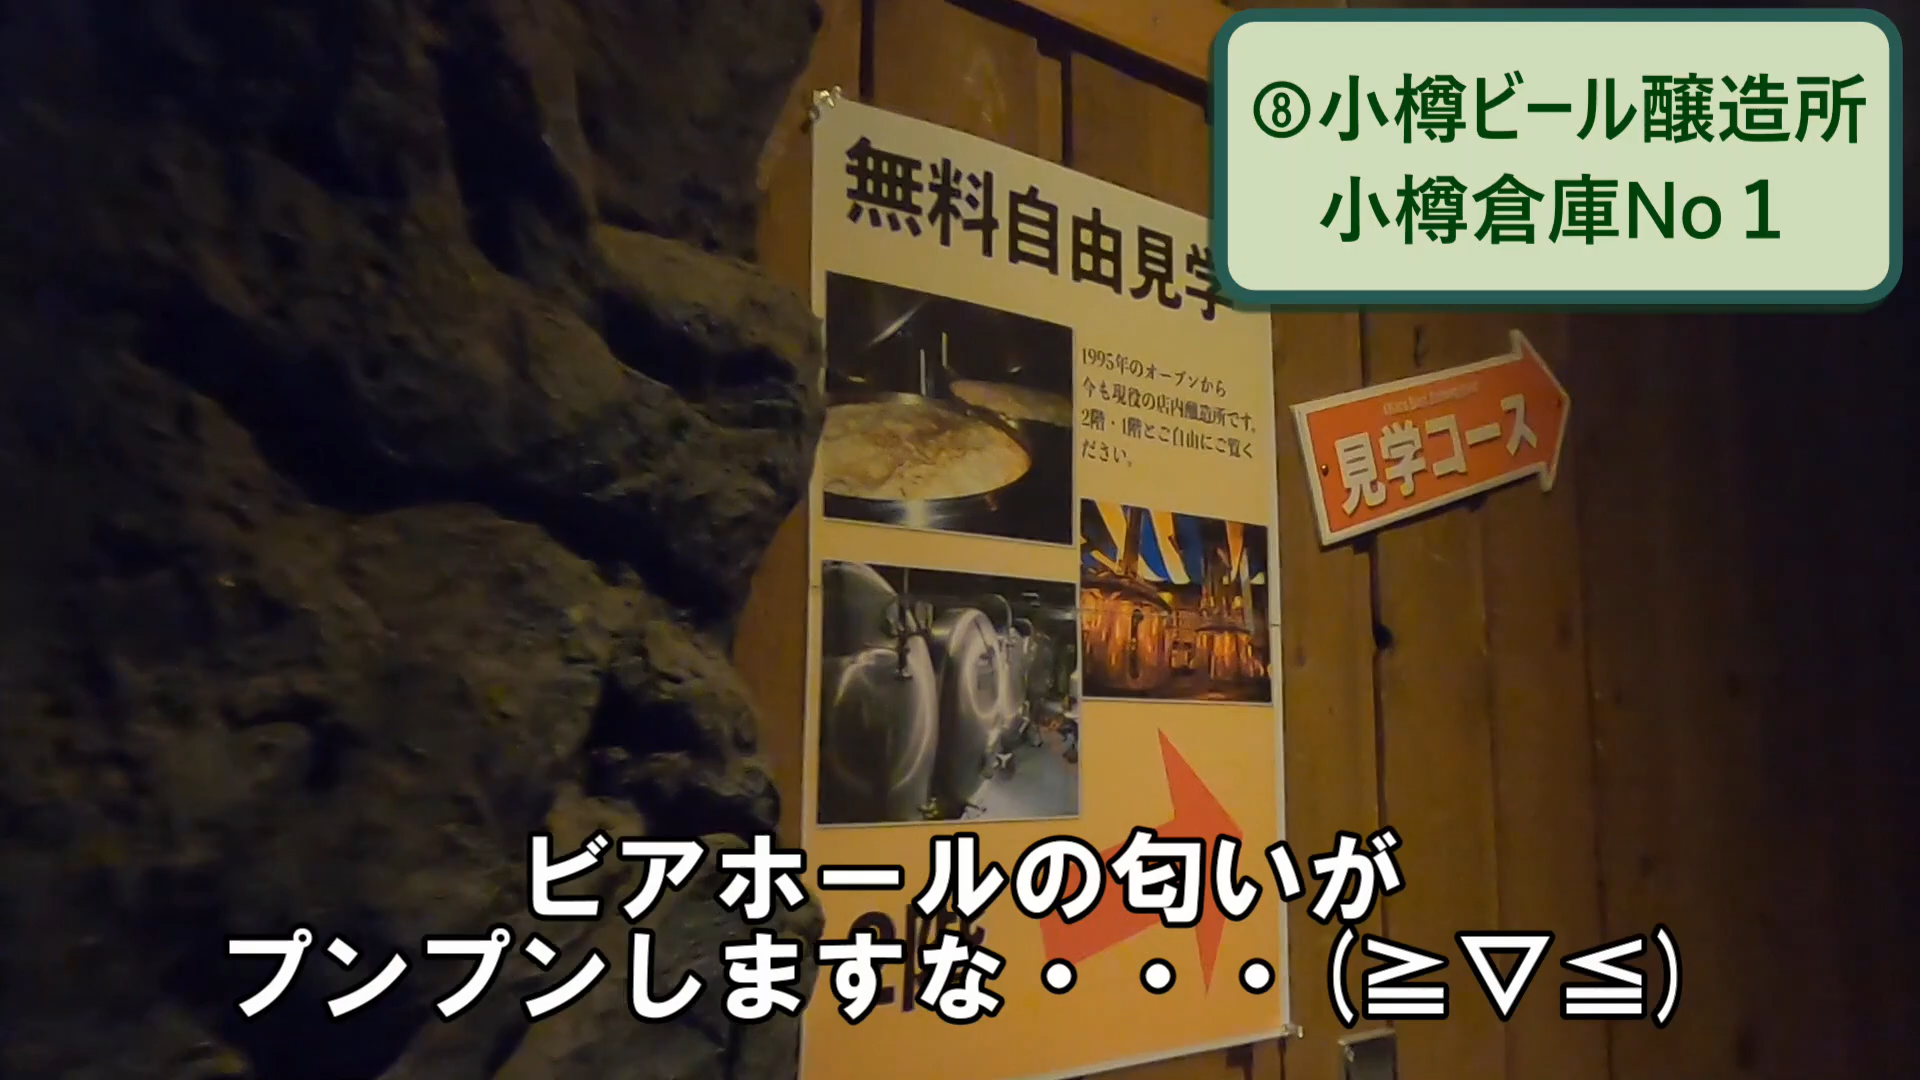 ⑧小樽ビール醸造所
小樽倉庫No１
無料自由見学
1995年のオープンから
今も現役の店内醸造所です。
2階・1階とご自由にご覧く
ださい。
見学コース
2階
ビアホールの匂いが
プンプンしますな・・・(≧▽≦)